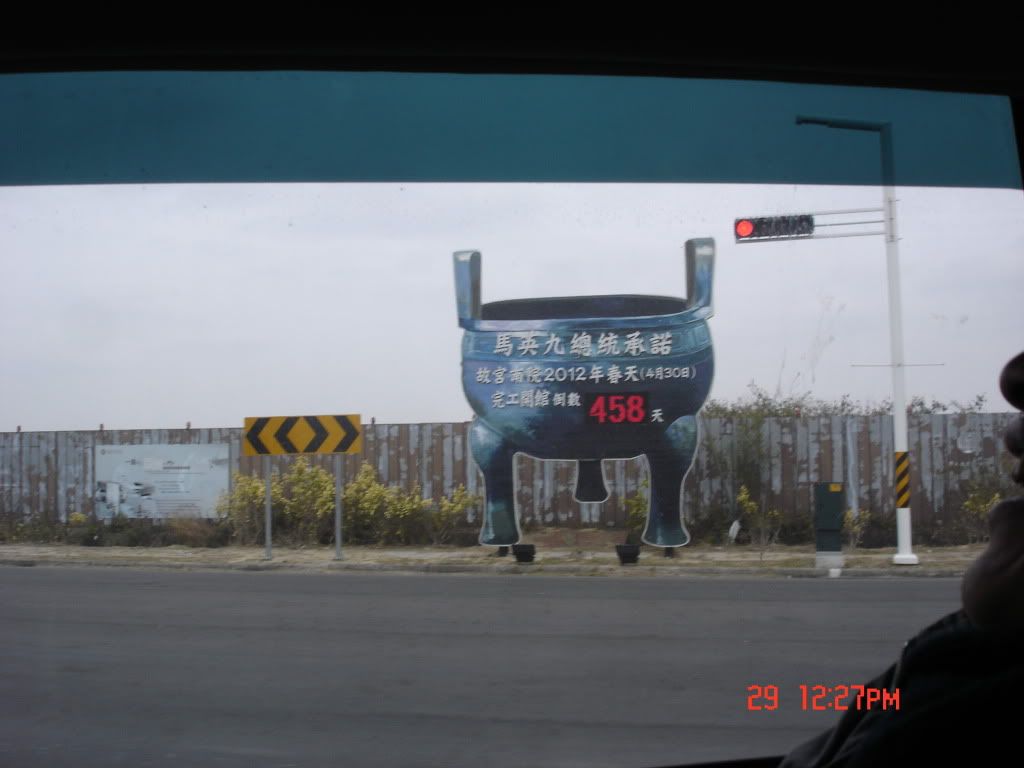 馬英九總統承諾
故宮南院2012年春天(4月30日)
完工開館倒數 458 天
29 12:27PM